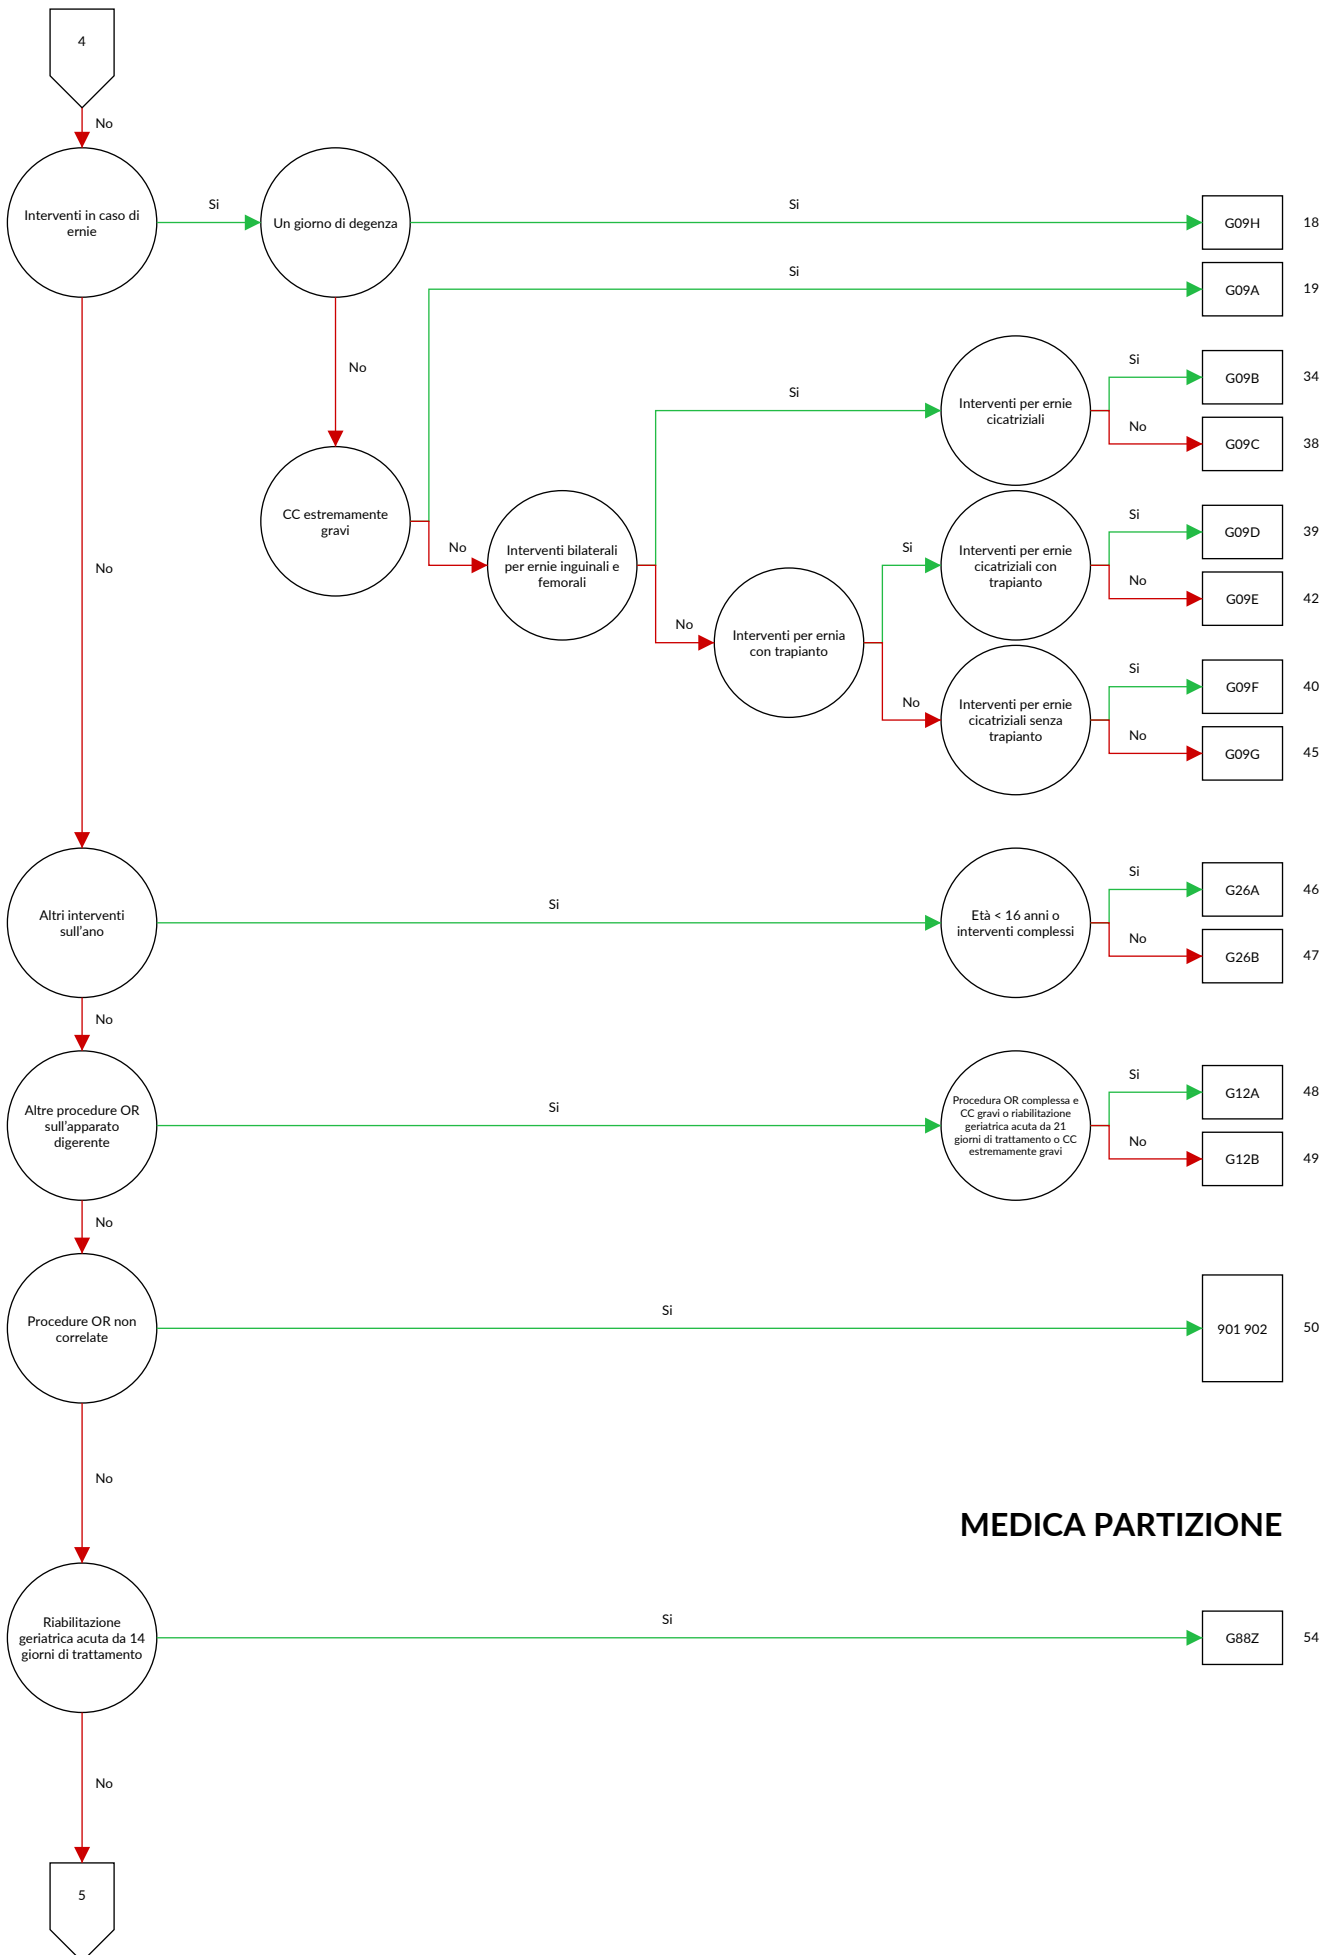 4
No
Interventi in caso di
ernie
Si
Un giorno di degenza
Si
G09H 18
Si
G09A 19
No
CC estremamente
gravi
Si
Interventi per ernie
cicatriziali
Si
G09B 34
No
G09C 38
No
Interventi bilaterali
per ernie inguinali e
femorali
No
Interventi per ernia
con trapianto
Si
Interventi per ernie
cicatriziali con
trapianto
Si
G09D 39
No
G09E 42
No
Interventi per ernie
cicatriziali senza
trapianto
Si
G09F 40
No
G09G 45
No
Altri interventi
sull'ano
Si
Età < 16 anni o
interventi complessi
Si
G26A 46
No
G26B 47
No
Altre procedure OR
sull'apparato
digerente
Si
Procedura OR complessa e
CC gravi o riabilitazione
geriatrica acuta da 21
giorni di trattamento o CC
estremamente gravi
Si
G12A 48
No
G12B 49
No
Procedure OR non
correlate
Si
901 902 50
No
MEDICA PARTIZIONE
Riabilitazione
geriatrica acuta da 14
giorni di trattamento
Si
G88Z 54
No
5